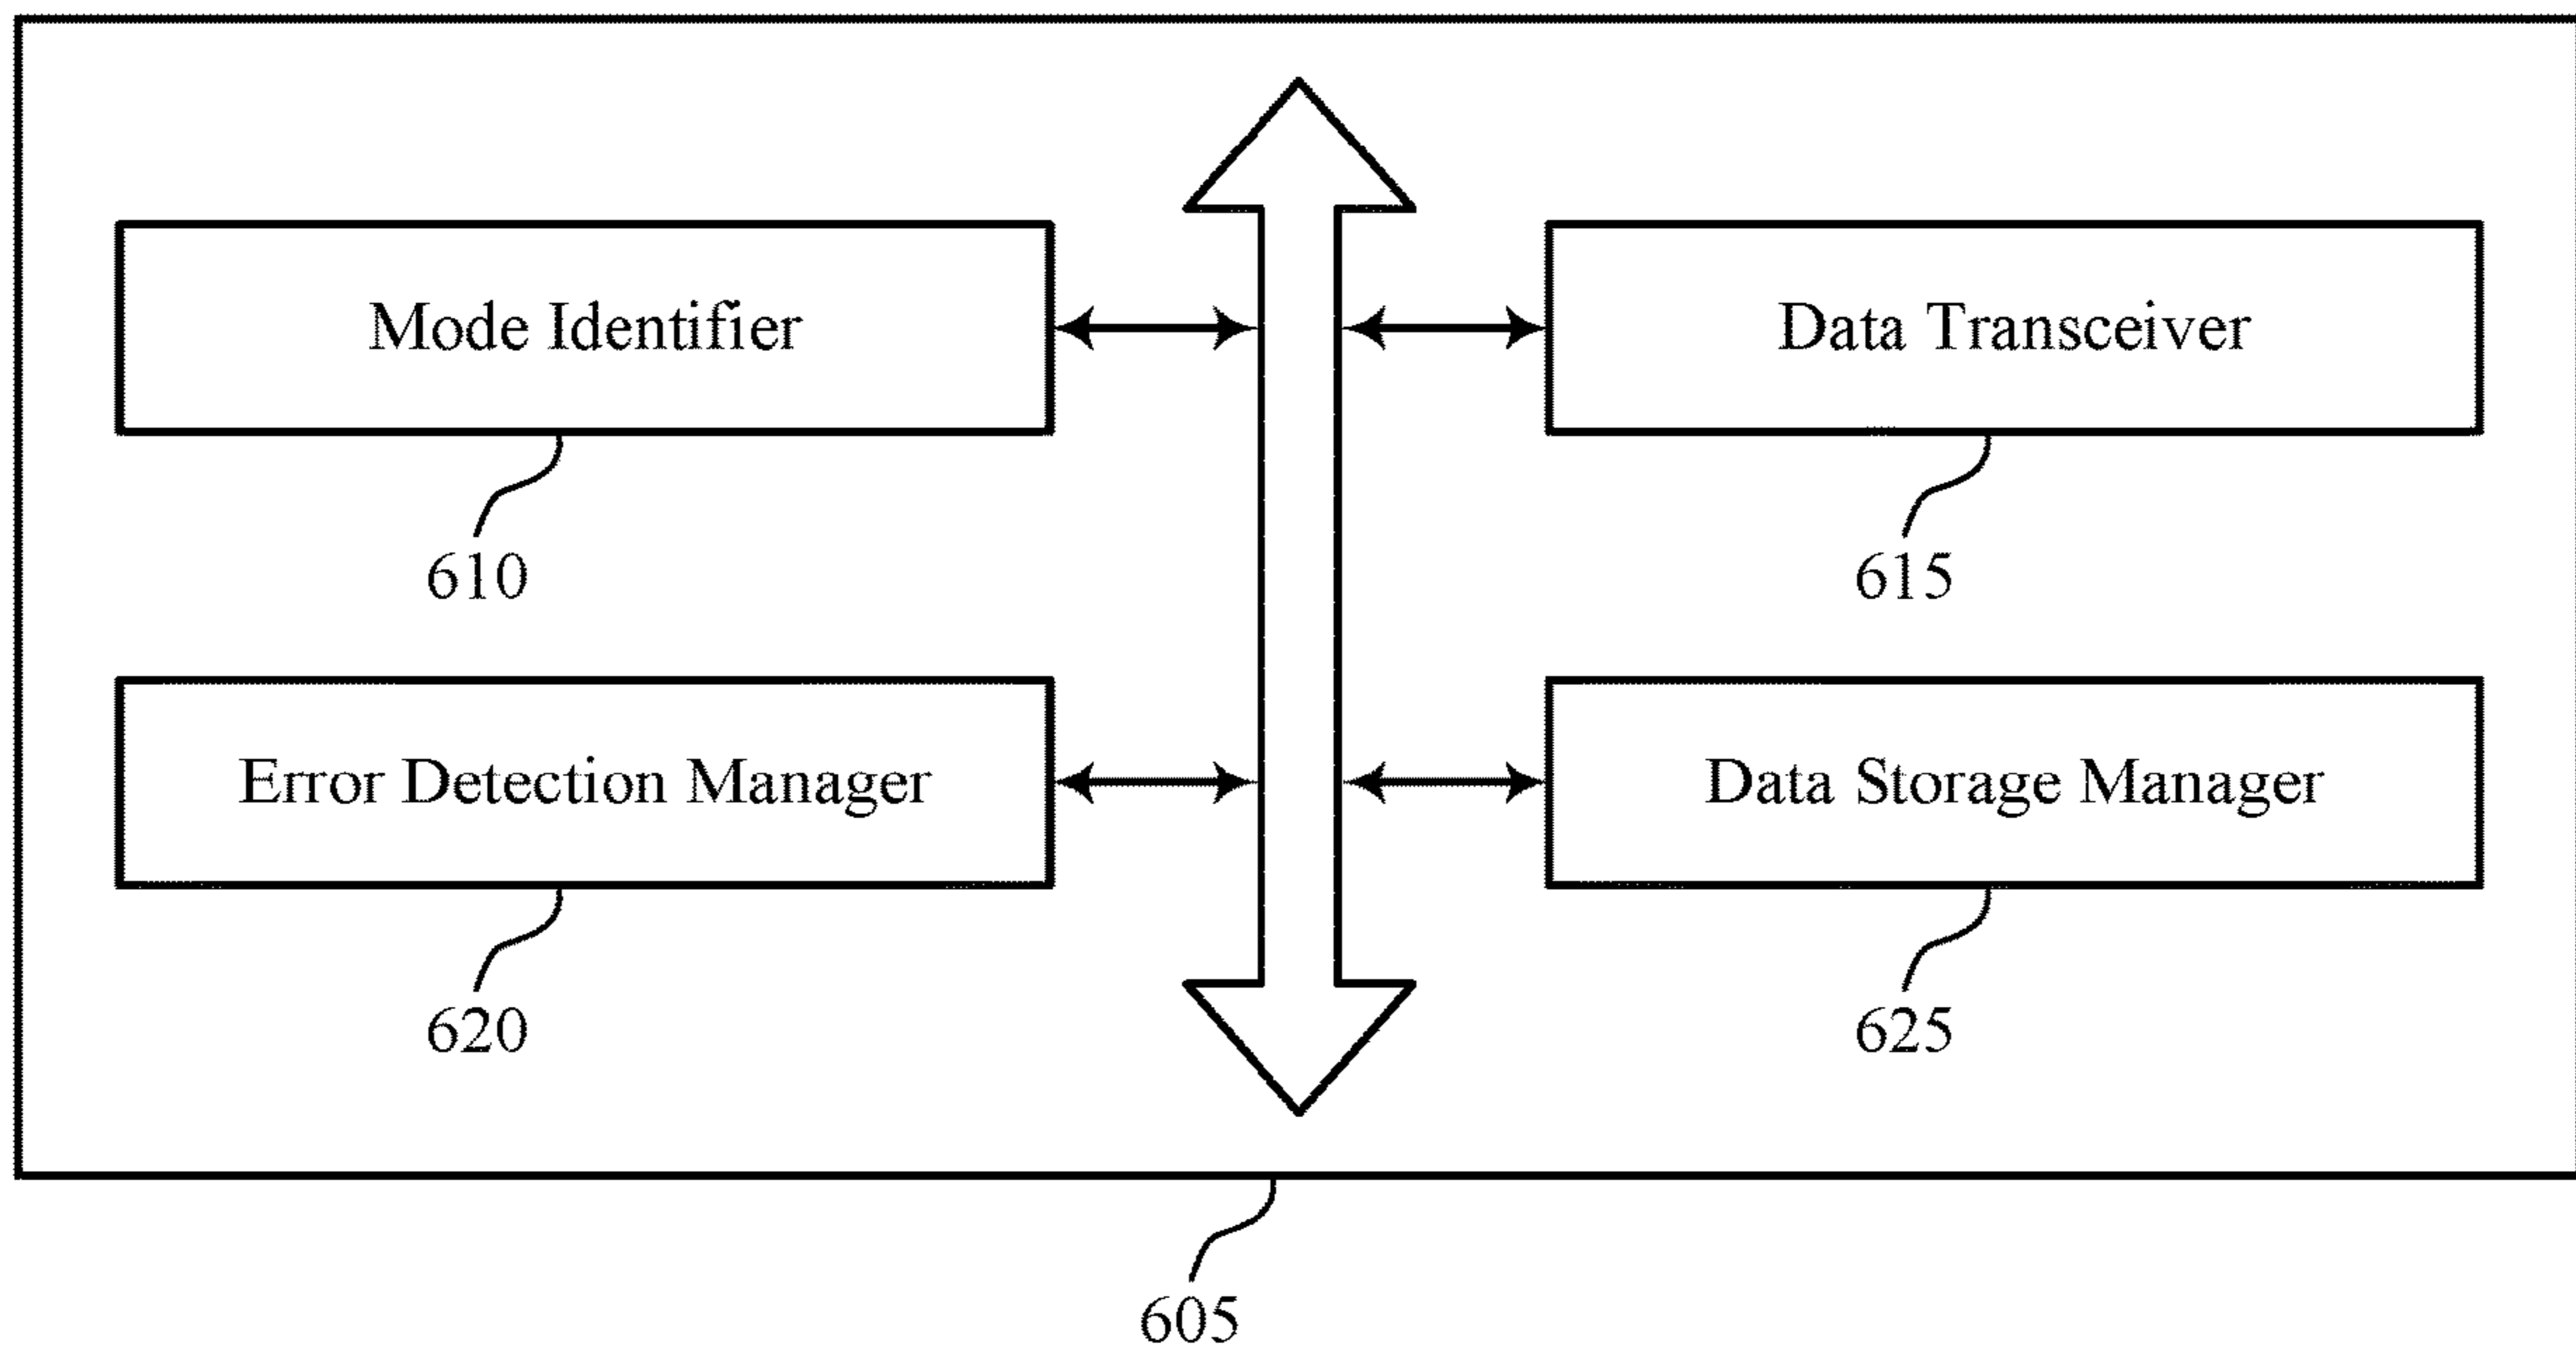 Mode Identifier
Data Transceiver
610
615
Error Detection Manager
Data Storage Manager
620
625
605